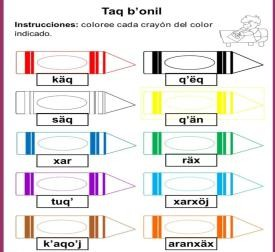 Taq b'onil
Instrucciones: coloree cada crayón del color
indicado.
käq
q'ëq
säq
q'än
xar
räx
tuq'
xarxöj
k'aqo'j
aranxäx